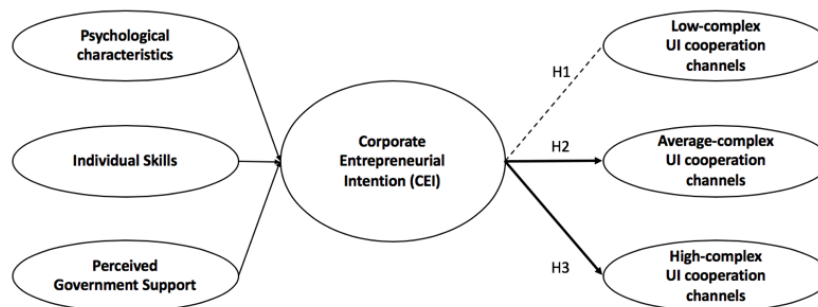 Psychological
characteristics
Individual Skills
Perceived
Government Support
Corporate
Entrepreneurial
Intention (CEI)
H1
H2
H3
Low-complex
UI cooperation
channels
Average-complex
UI cooperation
channels
High-complex
UI cooperation
channels